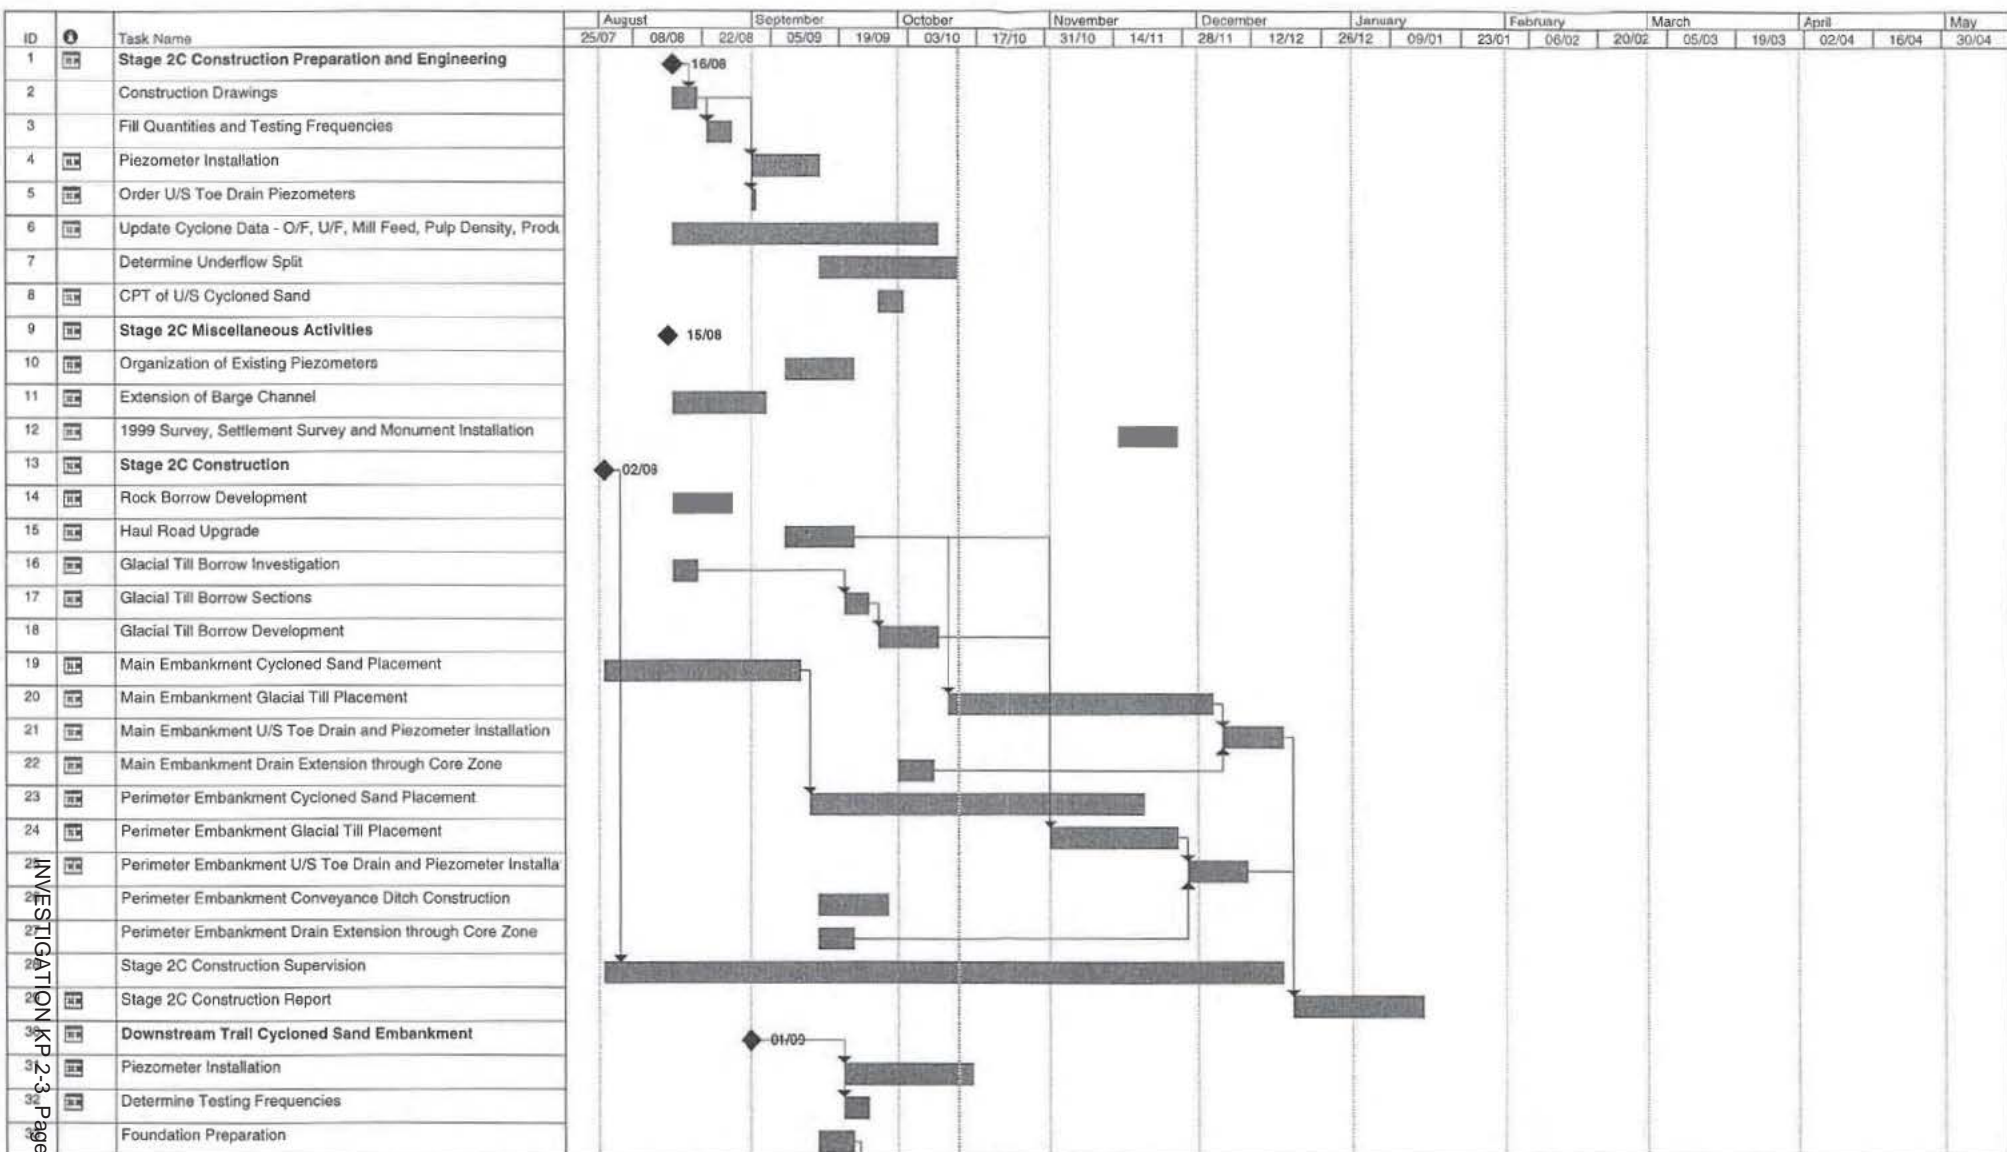 August September October November December January February March April May
ID Task Name 25/07 08/08 22/08 05/09 19/09 03/10 17/10 31/10 14/11 28/11 12/12 26/12 09/01 23/01 06/02 20/02 05/03 19/03 02/04 16/04 30/04
1 Stage 2C Construction Preparation and Engineering 16/08
2 Construction Drawings
3 Fill Quantities and Testing Frequencies
4 Piezometer Installation
5 Order U/S Toe Drain Piezometers
6 Update Cyclone Data - O/F, U/F, Mill Feed, Pulp Density, Produ
7 Determine Underflow Split
8 CPT of U/S Cycloned Sand
9 Stage 2C Miscellaneous Activities 15/08
10 Organization of Existing Piezometers
11 Extension of Barge Channel
12 1999 Survey, Settlement Survey and Monument Installation
13 Stage 2C Construction 02/08
14 Rock Borrow Development
15 Haul Road Upgrade
16 Glacial Till Borrow Investigation
17 Glacial Till Borrow Sections
18 Glacial Till Borrow Development
19 Main Embankment Cycloned Sand Placement
20 Main Embankment Glacial Till Placement
21 Main Embankment U/S Toe Drain and Piezometer Installation
22 Main Embankment Drain Extension through Core Zone
23 Perimeter Embankment Cycloned Sand Placement
24 Perimeter Embankment Glacial Till Placement
25 Perimeter Embankment U/S Toe Drain and Piezometer Installa
26 Perimeter Embankment Conveyance Ditch Construction
27 Perimeter Embankment Drain Extension through Core Zone
28 Stage 2C Construction Supervision
29 Stage 2C Construction Report
30 Downstream Trail Cycloned Sand Embankment 01/09
31 Piezometer Installation
32 Determine Testing Frequencies
Foundation Preparation
INVESTIGATION KP 2-3 Page